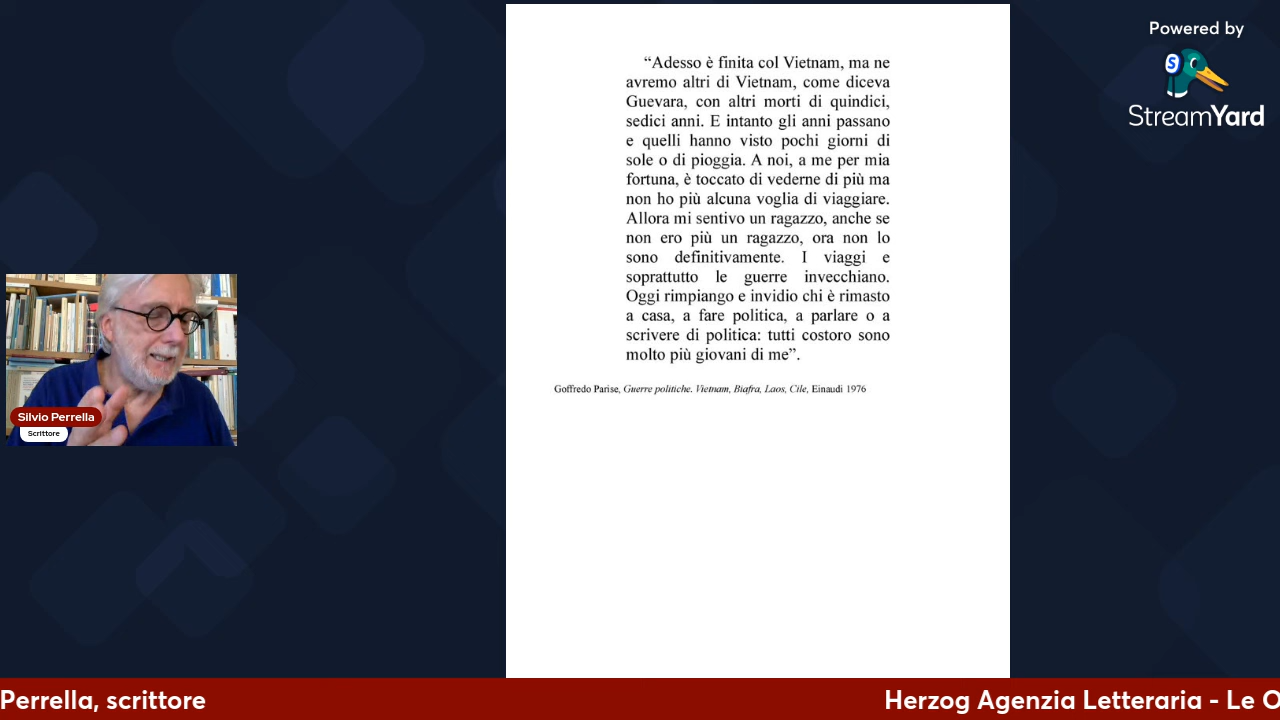 Powered by
S
StreamYard
“Adesso è finita col Vietnam, ma ne
avremo altri di Vietnam, come diceva
Guevara, con altri morti di quindici,
sedici anni. E intanto gli anni passano
e quelli hanno visto pochi giorni di
sole o di pioggia. A noi, a me per mia
fortuna, è toccato di vederne di più ma
non ho più alcuna voglia di viaggiare.
Allora mi sentivo un ragazzo, anche se
non ero più un ragazzo, ora non lo
sono definitivamente. I viaggi e
soprattutto le guerre invecchiano.
Oggi rimpiango e invidio chi è rimasto
a casa, a fare politica, a parlare o a
scrivere di politica: tutti costoro sono
molto più giovani di me”.
Goffredo Parise, Guerre politiche. Vietnam, Biafra, Laos, Cile, Einaudi 1976
Silvio Perrella
Scrittore
Perrella, scrittore
Herzog Agenzia Letteraria - Le O